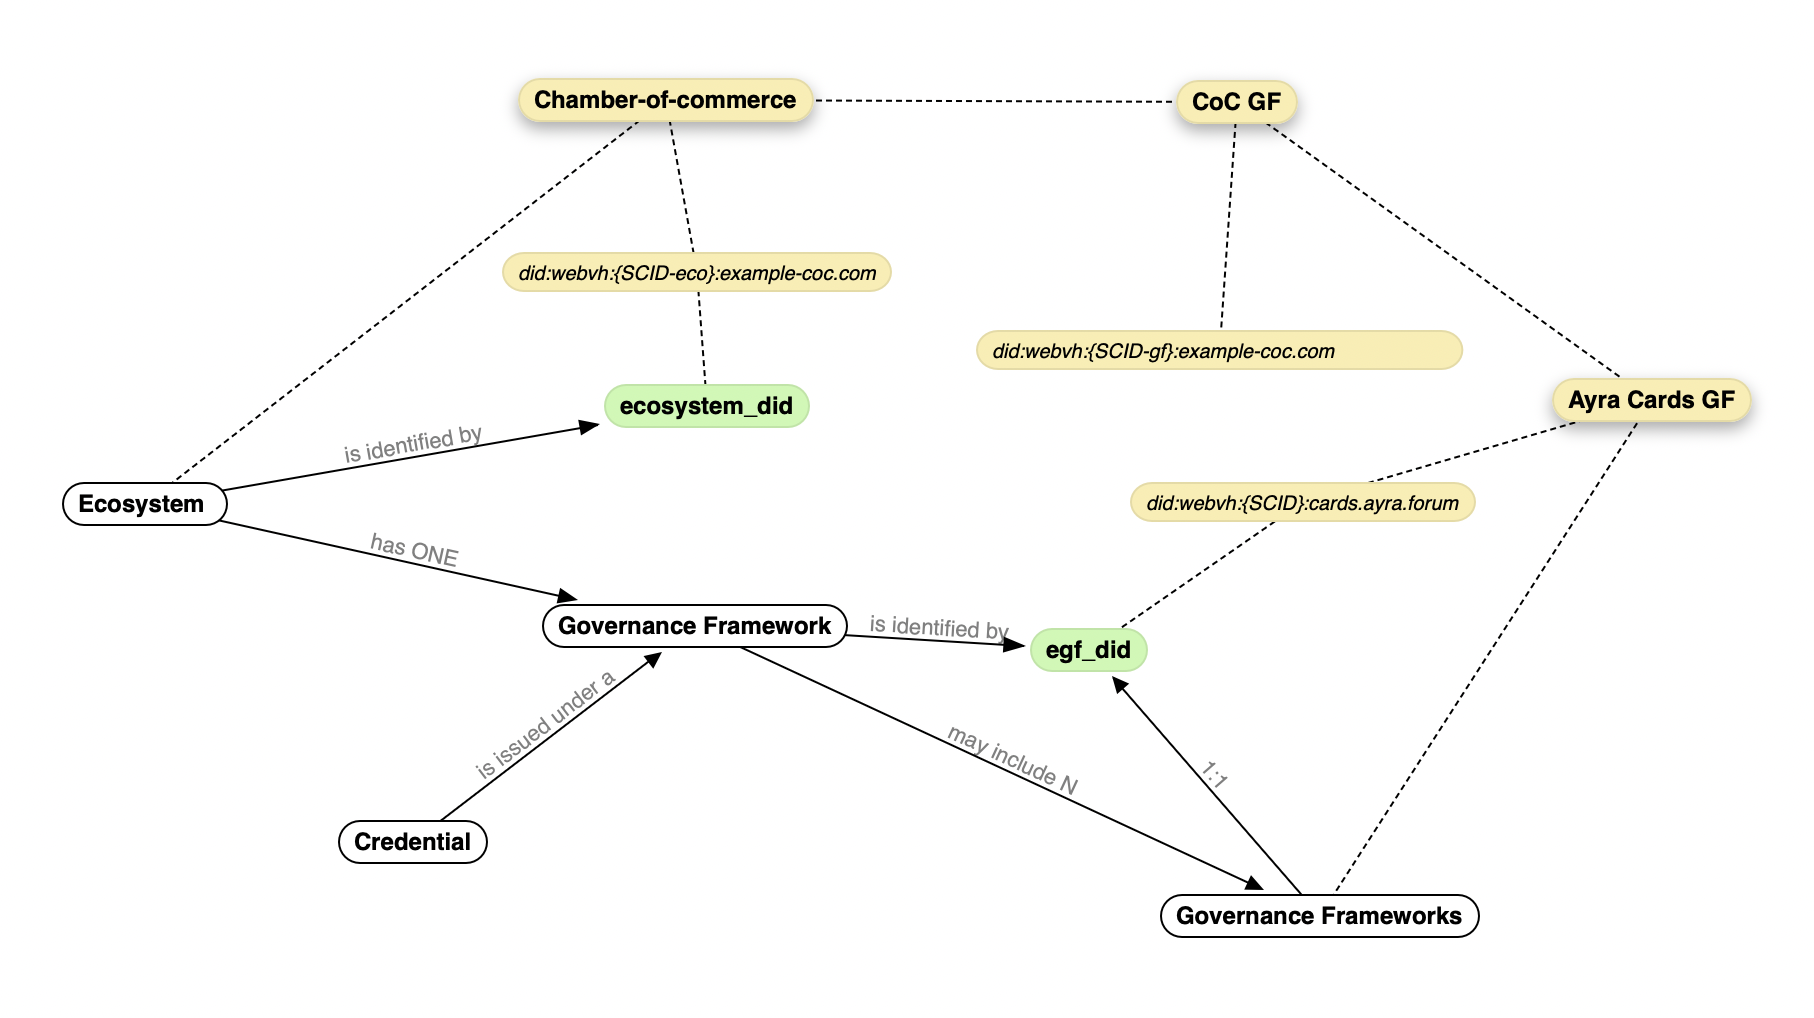 Chamber-of-commerce
CoC GF
did:webvh:{SCID-eco}:example-coc.com
did:webvh:{SCID-gf}:example-coc.com
ecosystem_did
Ayra Cards GF
is identified by
Ecosystem
did:webvh:{SCID}:cards.ayra.forum
has ONE
Governance Framework
is identified by
egf_did
is issued under a
may include N
1:1
Credential
Governance Frameworks